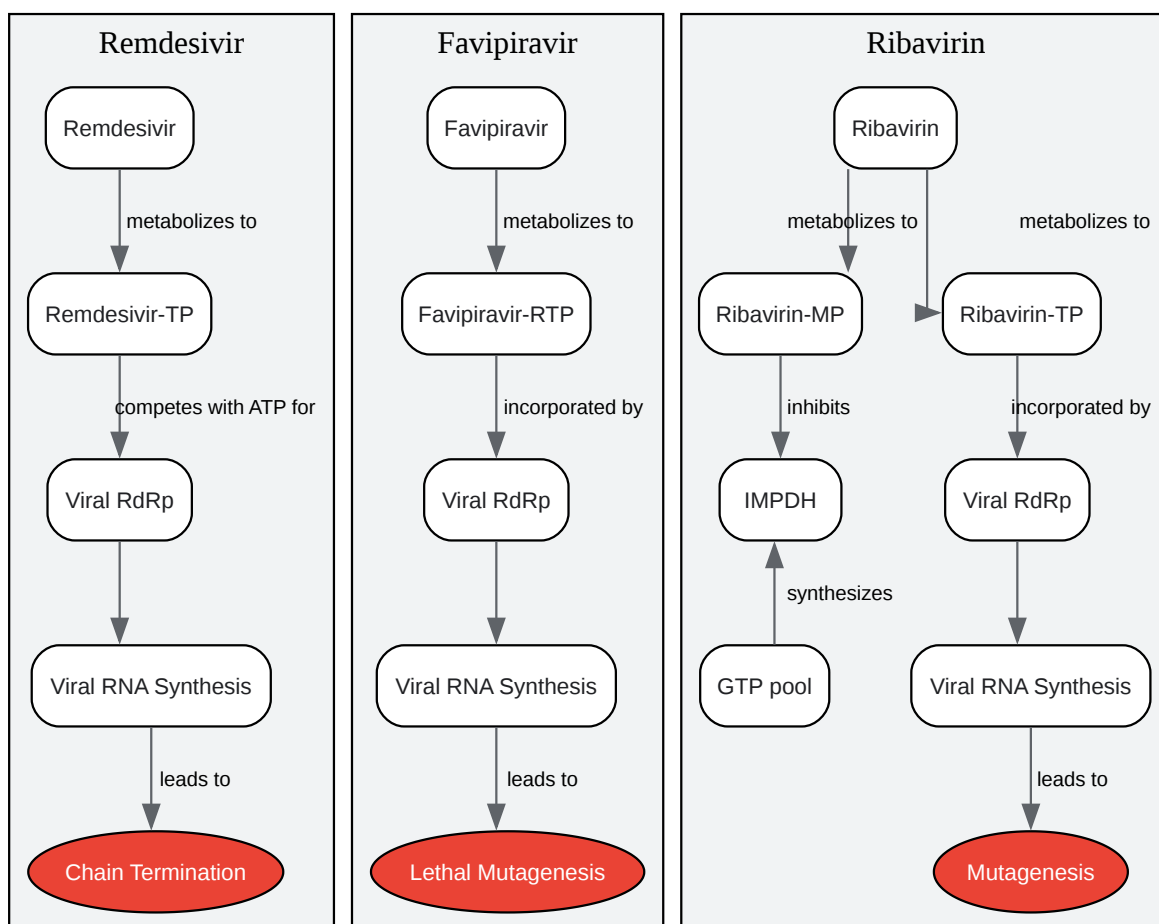 Remdesivir
Remdesivir
metabolizes to
Remdesivir-TP
competes with ATP for
Viral RdRp
Viral RNA Synthesis
leads to
Chain Termination
Favipiravir
Favipiravir
metabolizes to
Favipiravir-RTP
incorporated by
Viral RdRp
Viral RNA Synthesis
leads to
Lethal Mutagenesis
Ribavirin
Ribavirin
metabolizes to
metabolizes to
Ribavirin-MP
Ribavirin-TP
inhibits
incorporated by
IMPDH
Viral RdRp
synthesizes
GTP pool
Viral RNA Synthesis
leads to
Mutagenesis